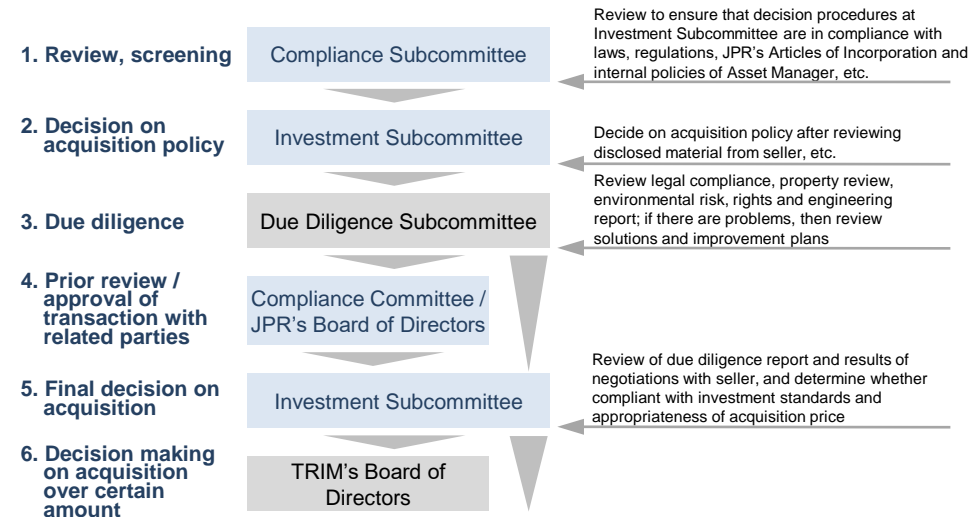 1. Review, screening
Compliance Subcommittee
Review to ensure that decision procedures at
Investment Subcommittee are in compliance with
laws, regulations, JPR's Articles of Incorporation and
internal policies of Asset Manager, etc.
2. Decision on
acquisition policy
Investment Subcommittee
Decide on acquisition policy after reviewing
disclosed material from seller, etc.
3. Due diligence
Due Diligence Subcommittee
Review legal compliance, property review,
environmental risk, rights and engineering
report; if there are problems, then review
solutions and improvement plans
4. Prior review /
approval of
transaction with
related parties
Compliance Committee /
JPR's Board of Directors
5. Final decision on
acquisition
Investment Subcommittee
Review of due diligence report and results of
negotiations with seller, and determine whether
compliant with investment standards and
appropriateness of acquisition price
6. Decision making
on acquisition
over certain
amount
TRIM's Board of
Directors